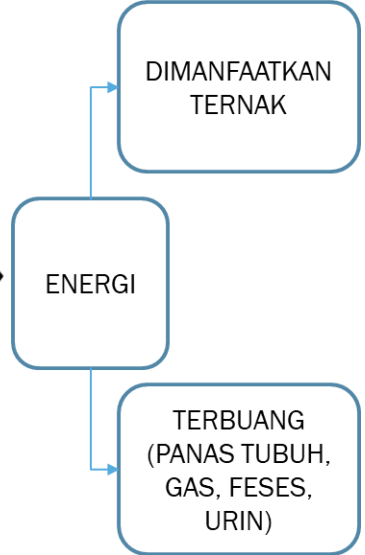 DIMANFAATKAN
TERNAK
ENERGI
TERBUANG
(PANAS TUBUH,
GAS, FESES,
URIN)